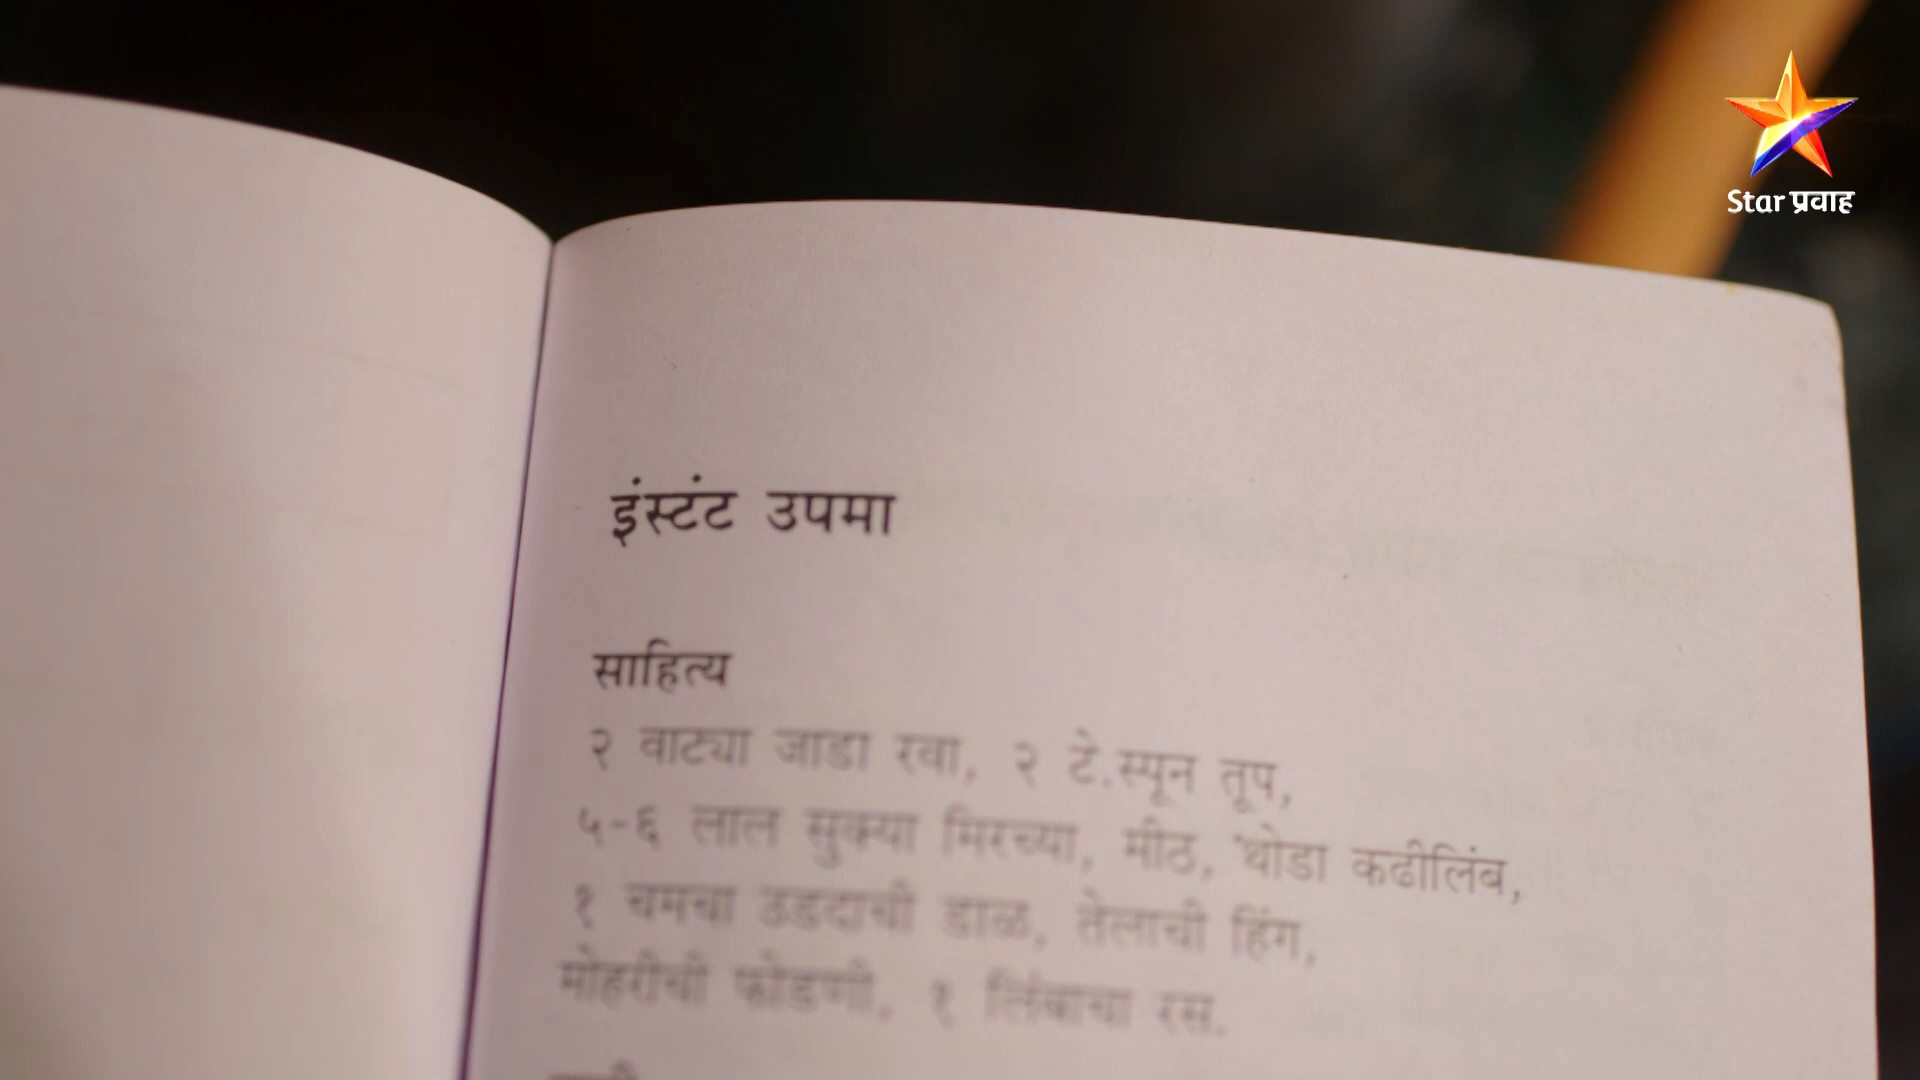 Star प्रवाह
इंस्टंट उपमा
साहित्य
२ वाट्या जाडा रवा, २ टे.स्पून तूप,
५-६ लाल सुक्या मिरच्या, मीठ, थोडा कढीलिंब,
१ चमचा उडदाची डाळ, तेलाची हिंग,
मोहरीची फोडणी, १ लिंबाचा रस.